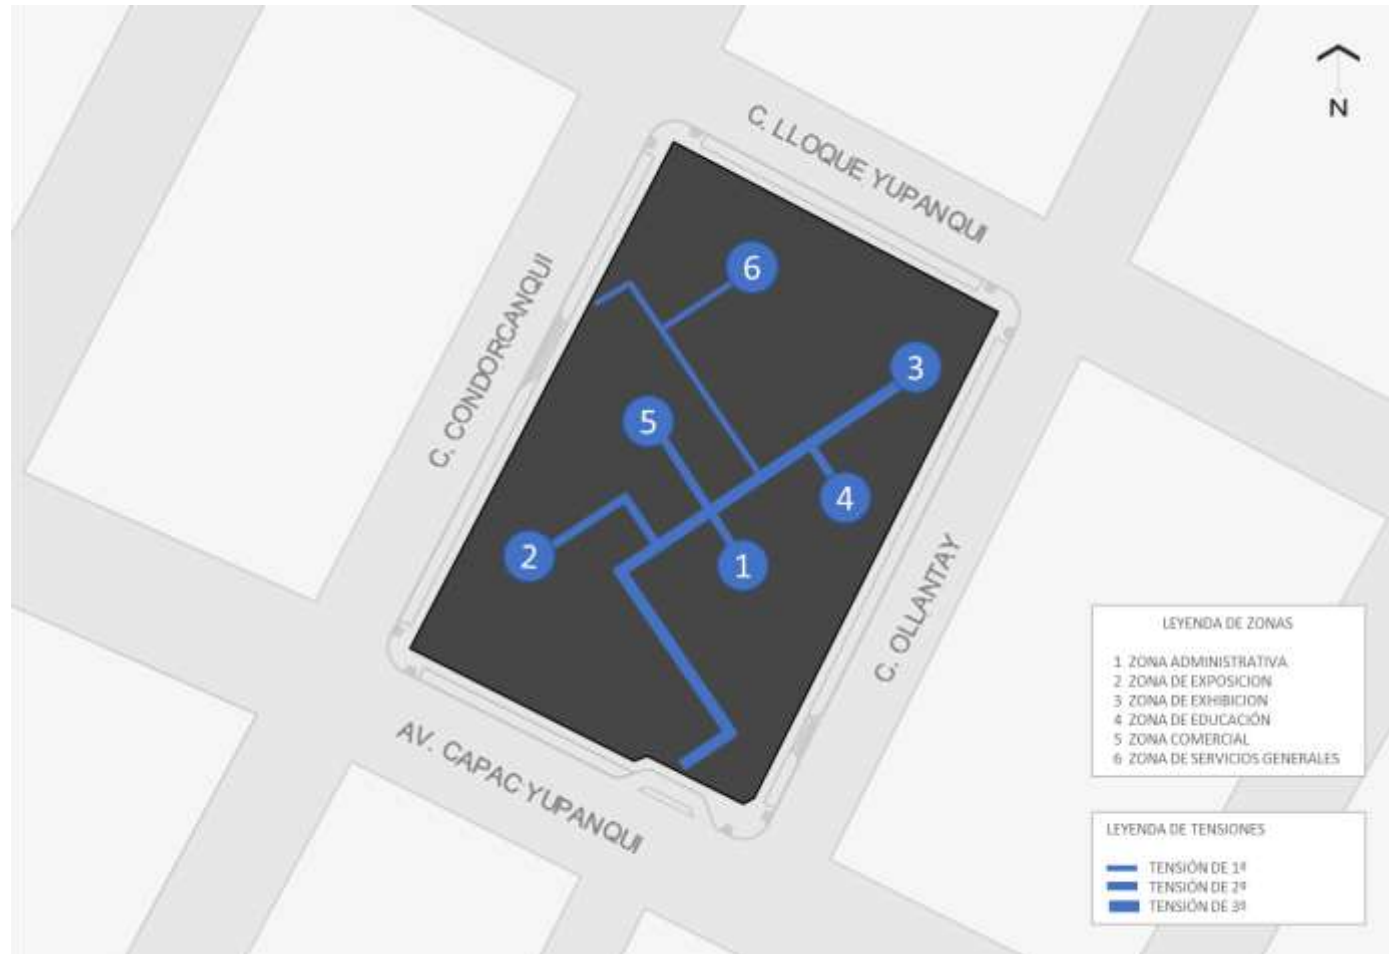 N
C. LLOQUE YUPANQUI
C. CONDORCANQUI
6
3
5
4
2
1
C. OLLANTAY
AV. CAPAC YUPANQUI
LEYENDA DE ZONAS
1 ZONA ADMINISTRATIVA
2 ZONA DE EXPOSICION
3 ZONA DE EXHIBICION
4 ZONA DE EDUCACIÓN
5 ZONA COMERCIAL
6 ZONA DE SERVICIOS GENERALES
LEYENDA DE TENSIONES
TENSIÓN DE 1ª
TENSIÓN DE 2ª
TENSIÓN DE 3ª